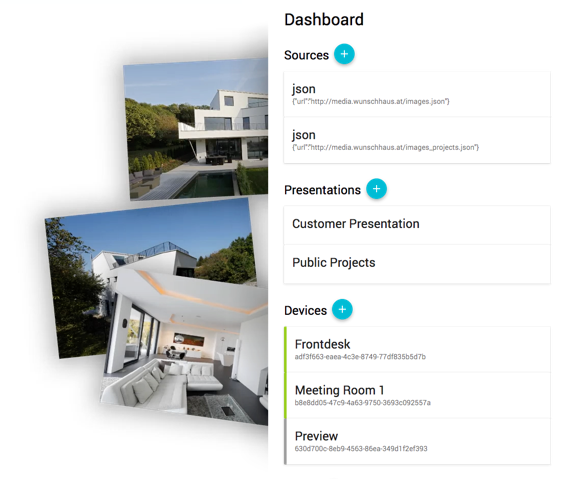 Dashboard
Sources +
json
{"url":"http://media.wunschhaus.at/images.json"}
json
{"url":"http://media.wunschhaus.at/images_projects.json"}
Presentations +
Customer Presentation
Public Projects
Devices +
Frontdesk
adf3f663-eaea-4c3e-8749-77df835b5d7b
Meeting Room 1
b8e8dd05-47c9-4a63-9750-3693c092557a
Preview
630d700c-8eb9-4563-86ea-349d1f2ef393